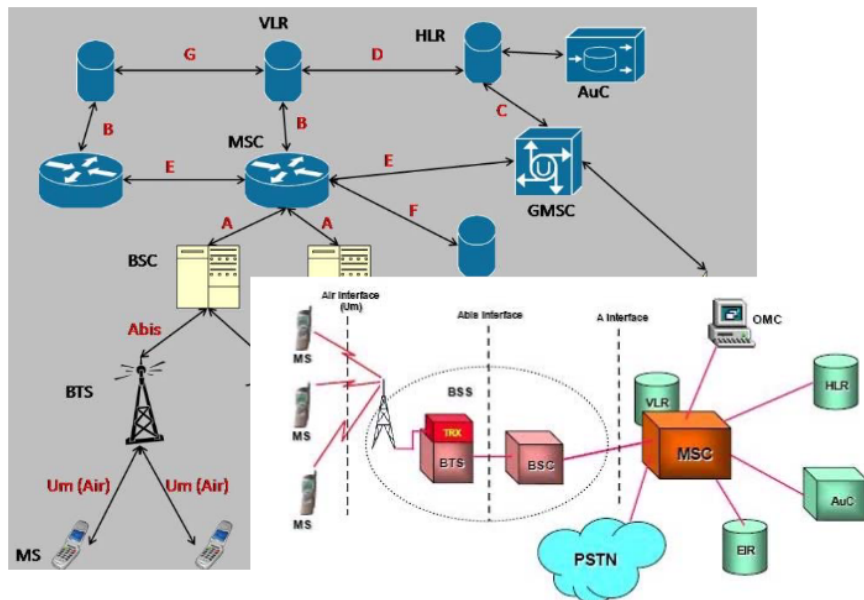 VLR
HLR
G
D
AuC
B
B
C
MSC
E
E
GMSC
F
A
A
BSC
Abis
BTS
Um (Air)
Um (Air)
MS
Air Interface
(Um)
Abis Interface
A Interface
OMC
MS
MS
MS
BSS
TRX
BTS
BSC
VLR
MSC
HLR
AuC
EIR
PSTN